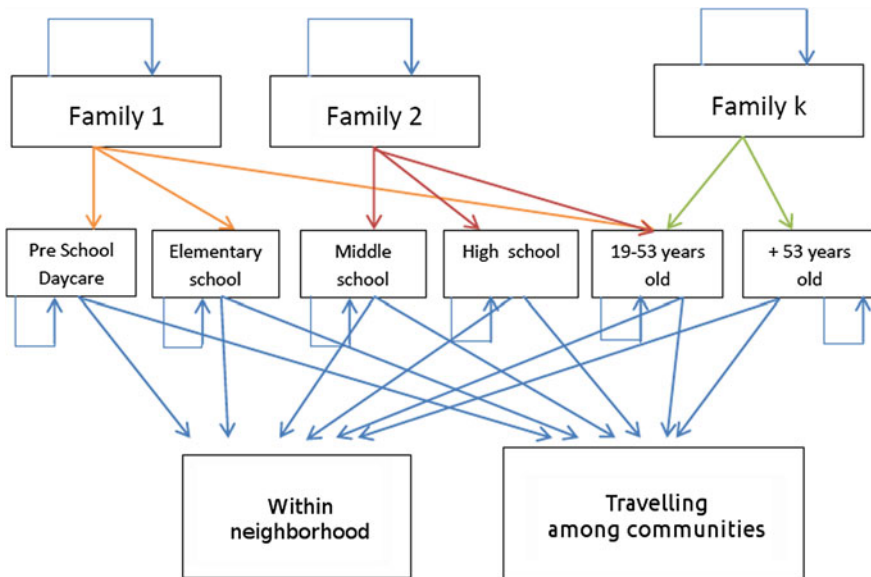 Family 1
Family 2
Family k
Pre School
Daycare
Elementary
school
Middle
school
High school
19-53 years
old
+ 53 years
old
Within
neighborhood
Travelling
among communities